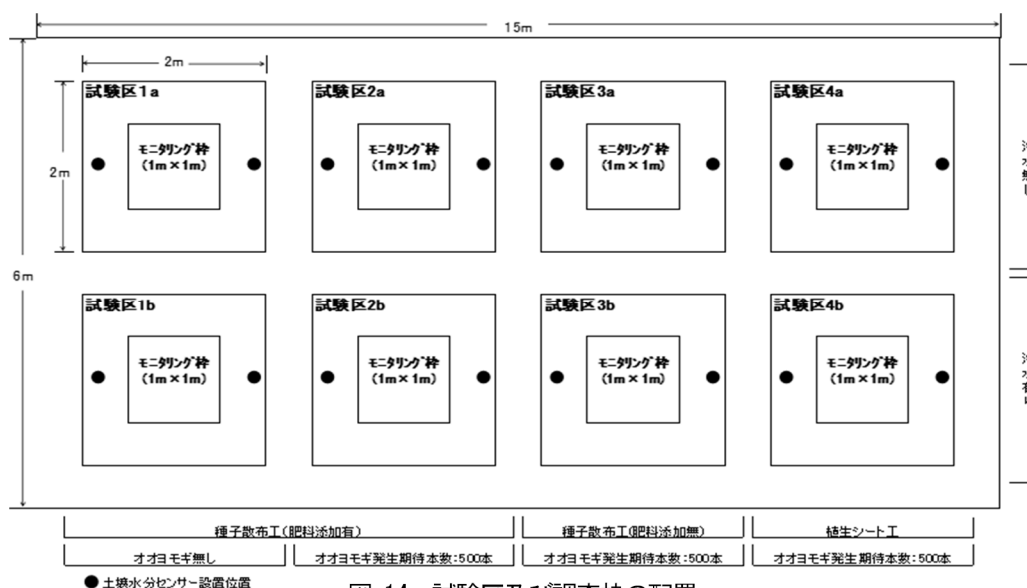 15m
2m
試験区1a
試験区2a
試験区3a
試験区4a
モニタリング枠
(1m×1m)
モニタリング枠
(1m×1m)
モニタリング枠
(1m×1m)
モニタリング枠
(1m×1m)
2m
6m
試験区1b
試験区2b
試験区3b
試験区4b
モニタリング枠
(1m×1m)
モニタリング枠
(1m×1m)
モニタリング枠
(1m×1m)
モニタリング枠
(1m×1m)
種子散布工(肥料添加有)
種子散布工(肥料添加無)
植生シート工
オオヨモギ無し
オオヨモギ発生期待本数:500本
オオヨモギ発生期待本数:500本
オオヨモギ発生期待本数:500本
●土壌水分センサー設置位置